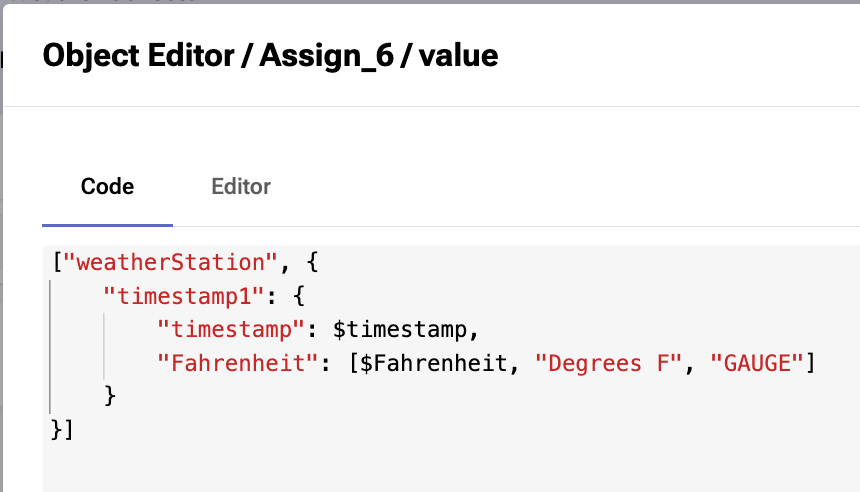 Object Editor / Assign_6 / value
Code Editor
["weatherStation", {
    "timestamp1": {
        "timestamp": $timestamp,
        "Fahrenheit": [$Fahrenheit, "Degrees F", "GAUGE"]
    }
}]